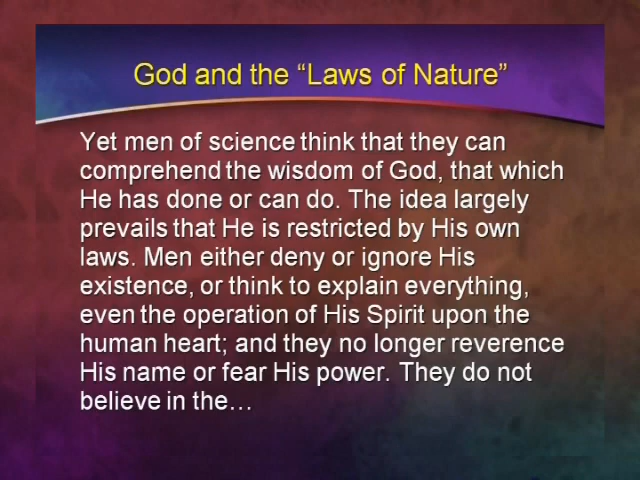 God and the “Laws of Nature”
Yet men of science think that they can
comprehend the wisdom of God, that which
He has done or can do. The idea largely
prevails that He is restricted by His own
laws. Men either deny or ignore His
existence, or think to explain everything,
even the operation of His Spirit upon the
human heart; and they no longer reverence
His name or fear His power. They do not
believe in the…